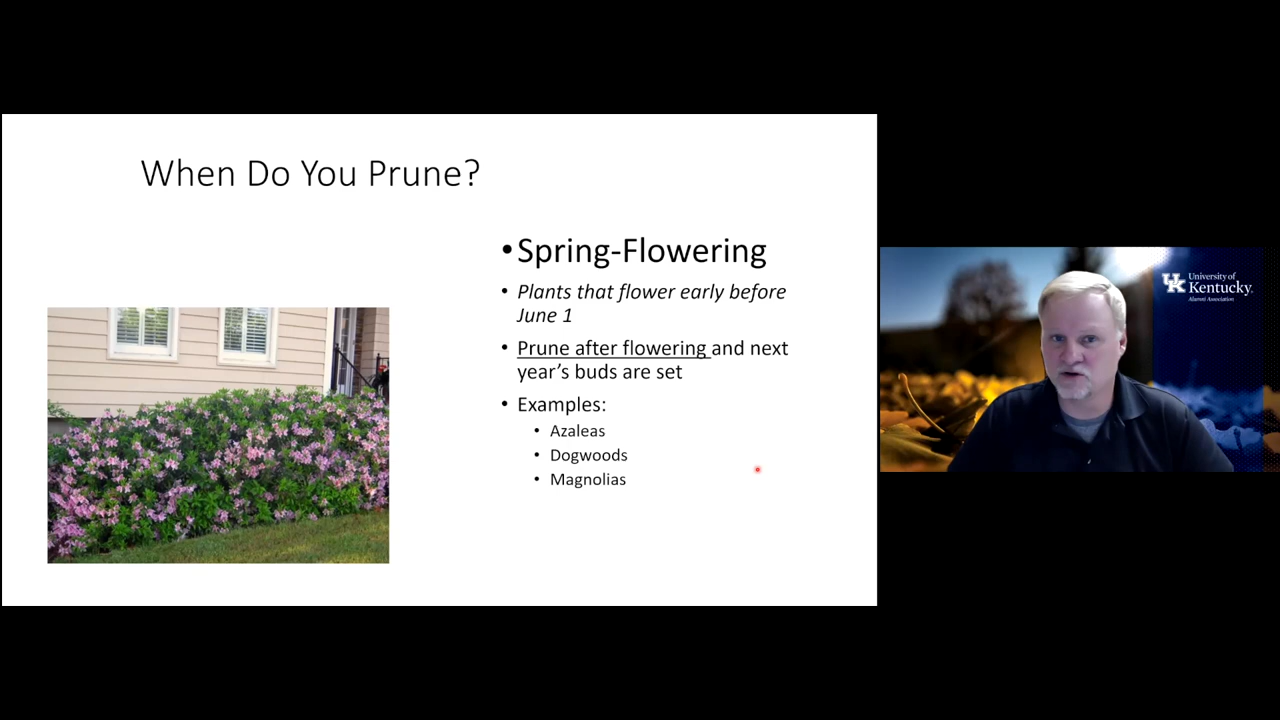 When Do You Prune?
• Spring-Flowering
• Plants that flower early before
June 1
• Prune after flowering and next
year’s buds are set
• Examples:
• Azaleas
• Dogwoods
• Magnolias
UK University of
Kentucky.
Alumni Association